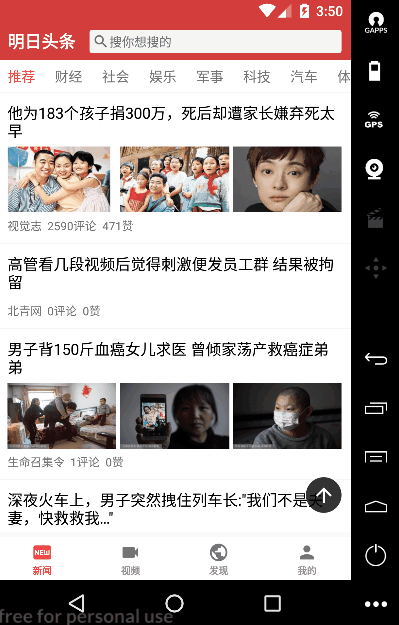 3:50
GAPPS
明日头条
搜你想搜的
推荐 财经 社会 娱乐 军事 科技 汽车 体
GPS
他为183个孩子捐300万，死后却遭家长嫌弃死太
早
视觉志 2590评论 471赞
高管看几段视频后觉得刺激便发员工群 结果被拘
留
北青网 0评论 0赞
男子背150斤血癌女儿求医 曾倾家荡产救癌症弟
弟
生命召集令 1评论 0赞
深夜火车上，男子突然拽住列车长:"我们不是夫
妻，快救救我…"
NEW
新闻 视频 发现 我的
free for personal use